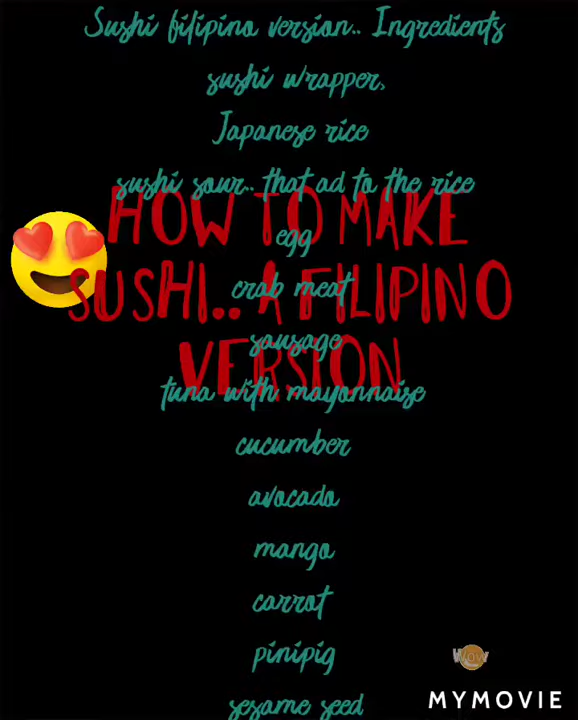 Sushi filipino version.. Ingredients
sushi wrapper,
Japanese rice
sushi sour.. that ad to the rice
egg
crab meat
sausage
tuna with mayonnaise
cucumber
avocado
mango
carrot
pinipig
sesame seed
HOW TO MAKE
SUSHI.. A FILIPINO
VERSION
Wow
MYMOVIE